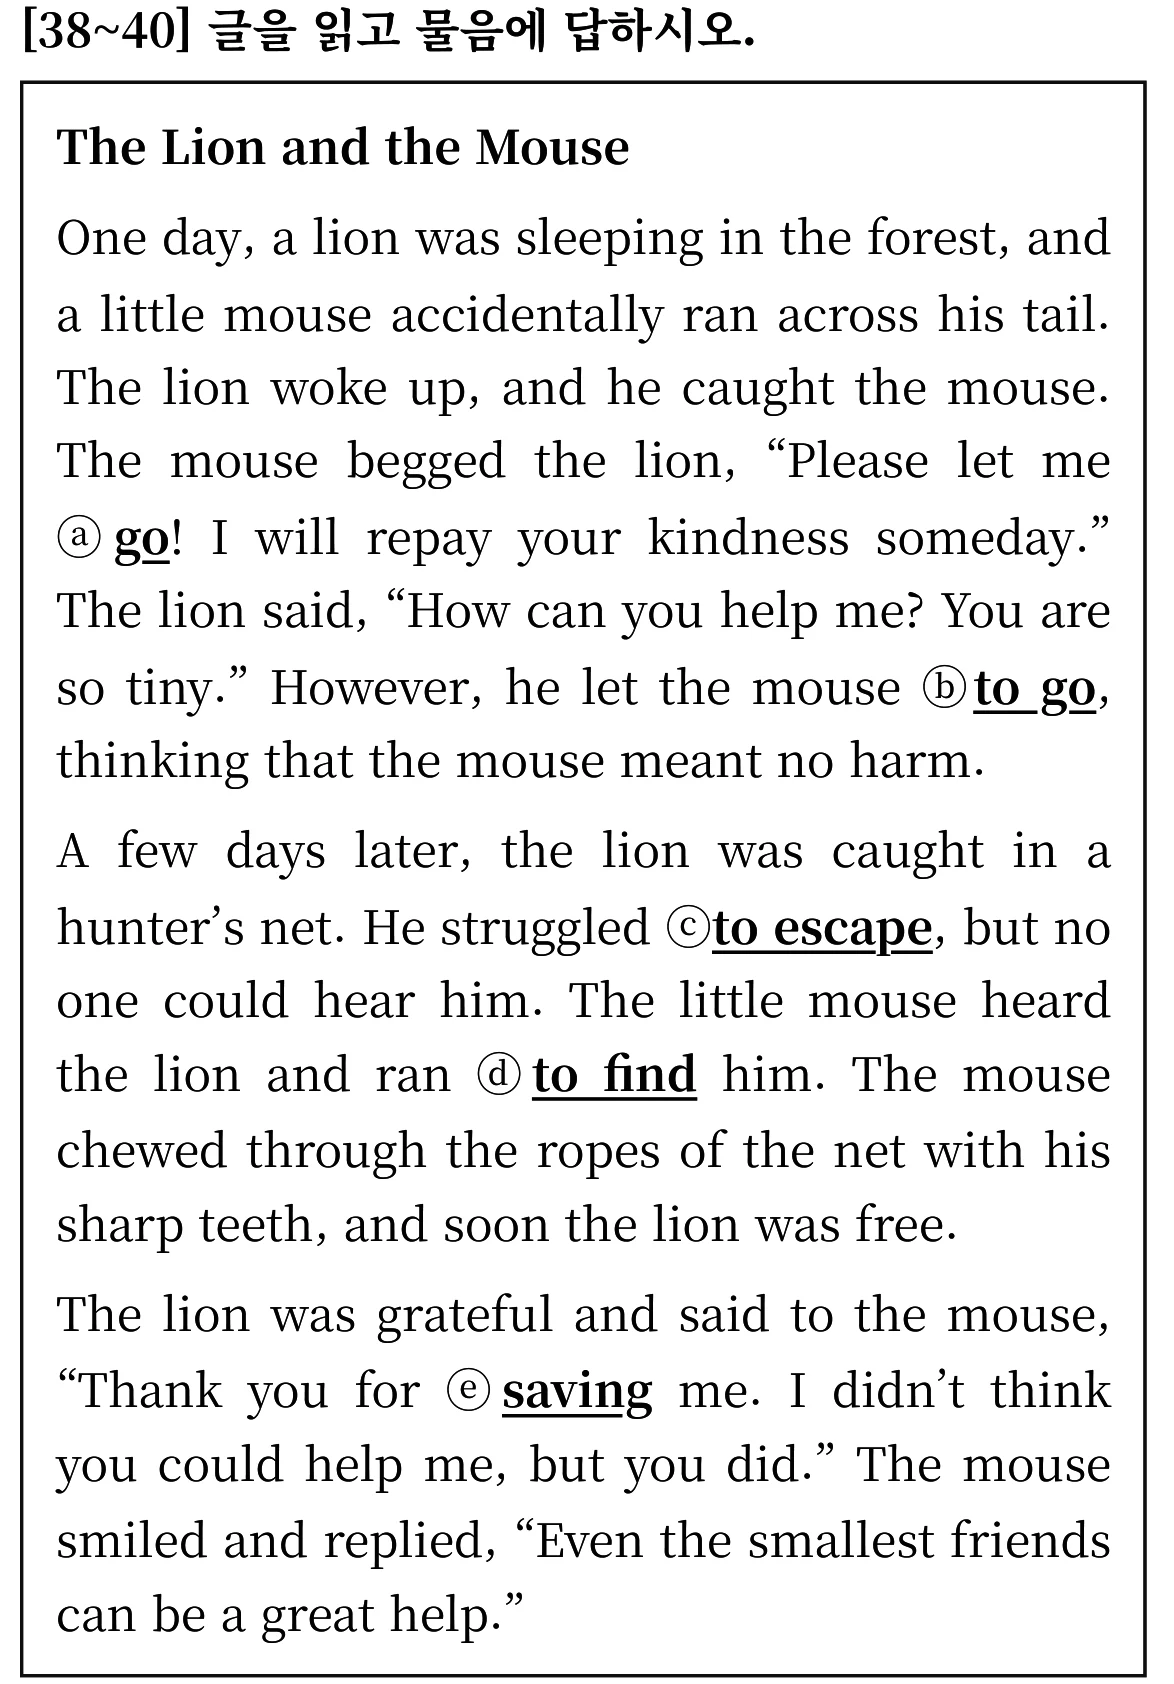 [38~40] 글을 읽고 물음에 답하시오.
The Lion and the Mouse
One day, a lion was sleeping in the forest, and
a little mouse accidentally ran across his tail.
The lion woke up, and he caught the mouse.
The mouse begged the lion, “Please let me
ⓐ go! I will repay your kindness someday.”
The lion said, “How can you help me? You are
so tiny.” However, he let the mouse ⓑ to go,
thinking that the mouse meant no harm.
A few days later, the lion was caught in a
hunter’s net. He struggled ⓒ to escape, but no
one could hear him. The little mouse heard
the lion and ran ⓓ to find him. The mouse
chewed through the ropes of the net with his
sharp teeth, and soon the lion was free.
The lion was grateful and said to the mouse,
“Thank you for ⓔ saving me. I didn’t think
you could help me, but you did.” The mouse
smiled and replied, “Even the smallest friends
can be a great help.”